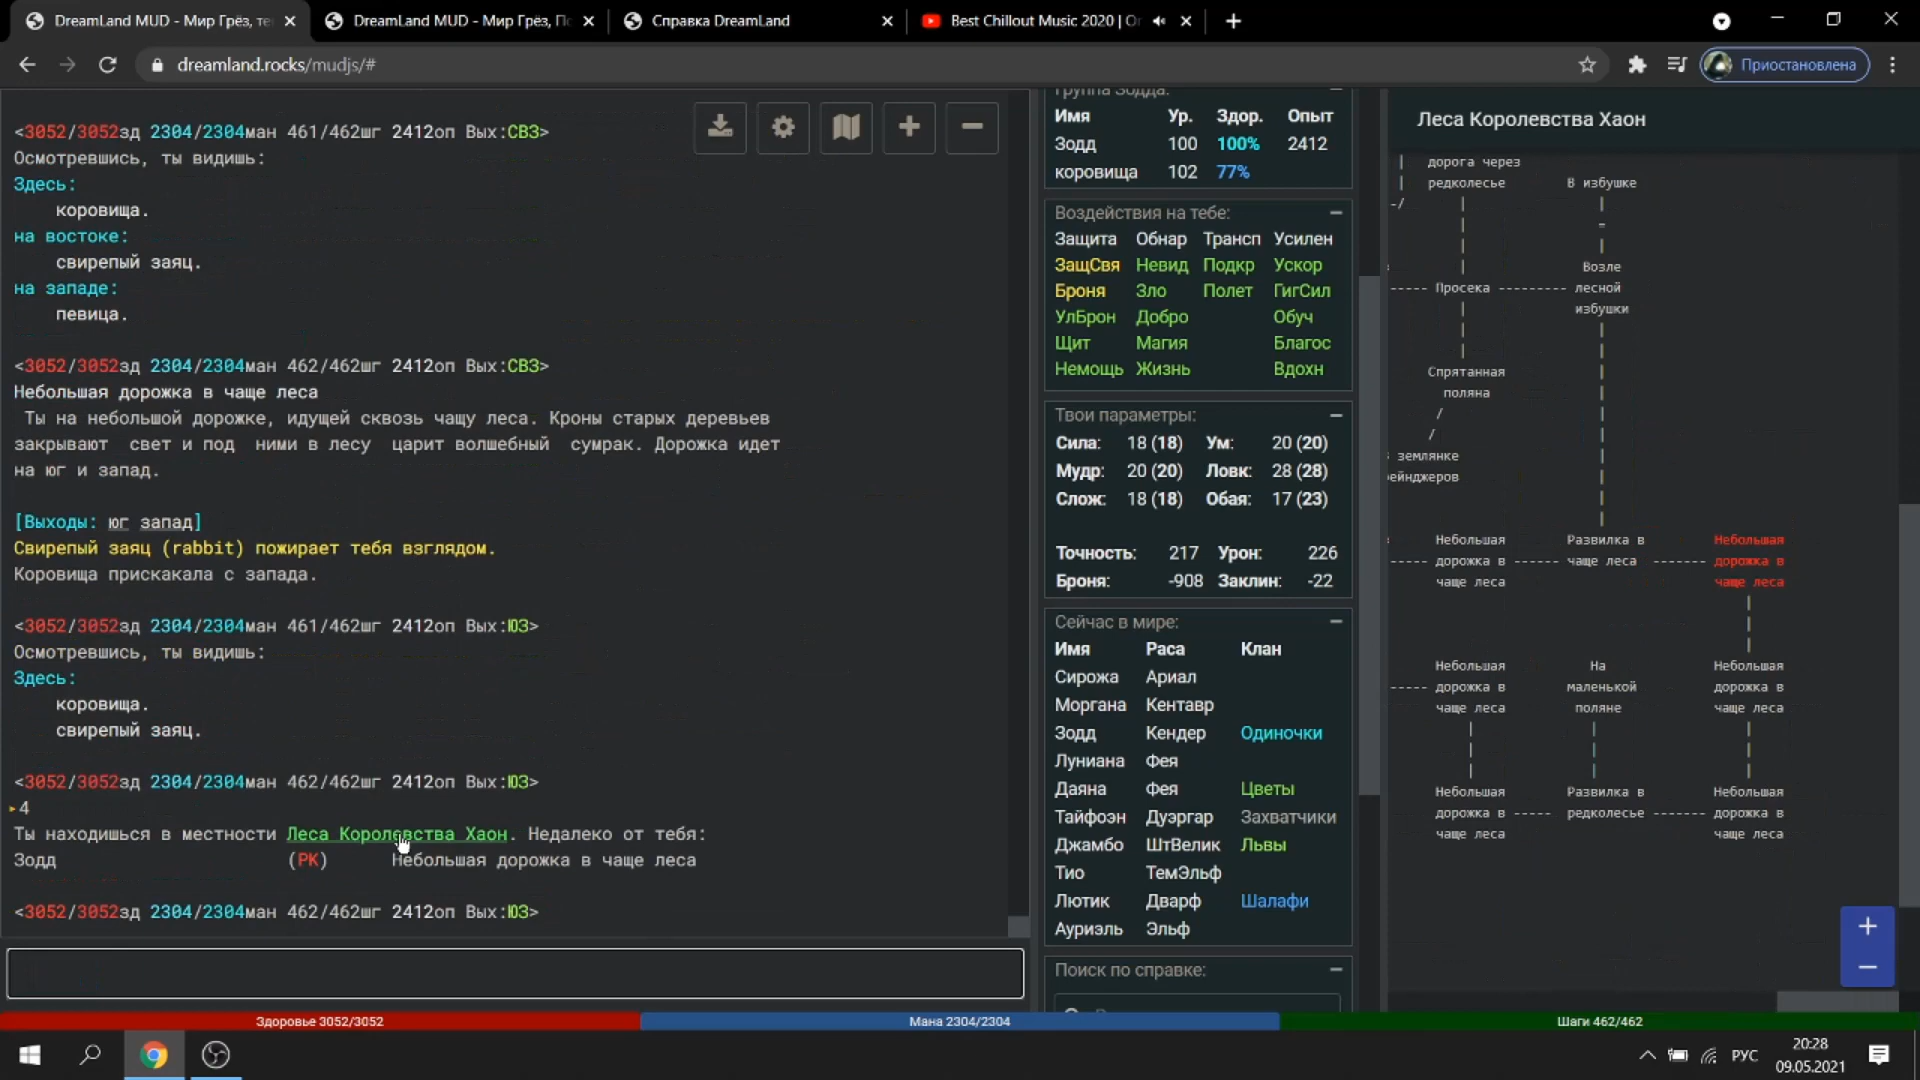 DreamLand MUD - Мир Грёз, те
DreamLand MUD - Мир Грёз, П
Справка DreamLand
Best Chillout Music 2020 | O
dreamland.rocks/mudjs/#
Приостановлена
<3052/3052зд 2304/2304ман 461/462шг 2412оп Вых:СВЗ>
Осмотревшись, ты видишь:
Здесь:
коровища.
на востоке:
свирепый заяц.
на западе:
певица.
<3052/3052зд 2304/2304ман 462/462шг 2412оп Вых:СВЗ>
Небольшая дорожка в чаще леса
Ты на небольшой дорожке, идущей сквозь чащу леса. Кроны старых деревьев
закрывают свет и под ними в лесу царит волшебный сумрак. Дорожка идет
на юг и запад.
[Выходы: юг запад]
Свирепый заяц (rabbit) пожирает тебя взглядом.
Коровища прискакала с запада.
<3052/3052зд 2304/2304ман 461/462шг 2412оп Вых:ЮЗ>
Осмотревшись, ты видишь:
Здесь:
коровища.
свирепый заяц.
<3052/3052зд 2304/2304ман 462/462шг 2412оп Вых:ЮЗ>
4
Ты находишься в местности Леса Королевства Хаон. Недалеко от тебя:
Зодд (PK) Небольшая дорожка в чаще леса
<3052/3052зд 2304/2304ман 462/462шг 2412оп Вых:ЮЗ>
Группа Зодда:
Имя Ур. Здор. Опыт
Зодд 100 100% 2412
коровища 102 77%
Воздействия на тебе:
Защита Обнар Трансп Усилен
ЗащСвя Невид Подкр Ускор
Броня Зло Полет ГигСил
УлБрон Добро Обуч
Щит Магия Благос
Немощь Жизнь Вдохн
Твои параметры:
Сила: 18 (18) Ум: 20 (20)
Мудр: 20 (20) Ловк: 28 (28)
Слож: 18 (18) Обая: 17 (23)
Точность: 217 Урон: 226
Броня: -908 Заклин: -22
Сейчас в мире:
Имя Раса Клан
Сирожа Ариал
Моргана Кентавр
Зодд Кендер Одиночки
Луниана Фея
Даяна Фея Цветы
Тайфоэн Дуэргар Захватчики
Джамбо ШтВелик Львы
Тио ТемЭльф
Лютик Дварф Шалафи
Ауриэль Эльф
Поиск по справке:
Леса Королевства Хаон
дорога через
редколесье В избушке
Возле
Просека лесной
избушки
Спрятанная
поляна
землянке
ейнджеров
Небольшая Развилка в Небольшая
дорожка в чаще леса дорожка в
чаще леса чаще леса
Небольшая На Небольшая
дорожка в маленькой дорожка в
чаще леса поляне чаще леса
Небольшая Развилка в Небольшая
дорожка в редколесье дорожка в
чаще леса чаще леса
Здоровье 3052/3052 Мана 2304/2304 Шаги 462/462
РУС
20:28
09.05.2021